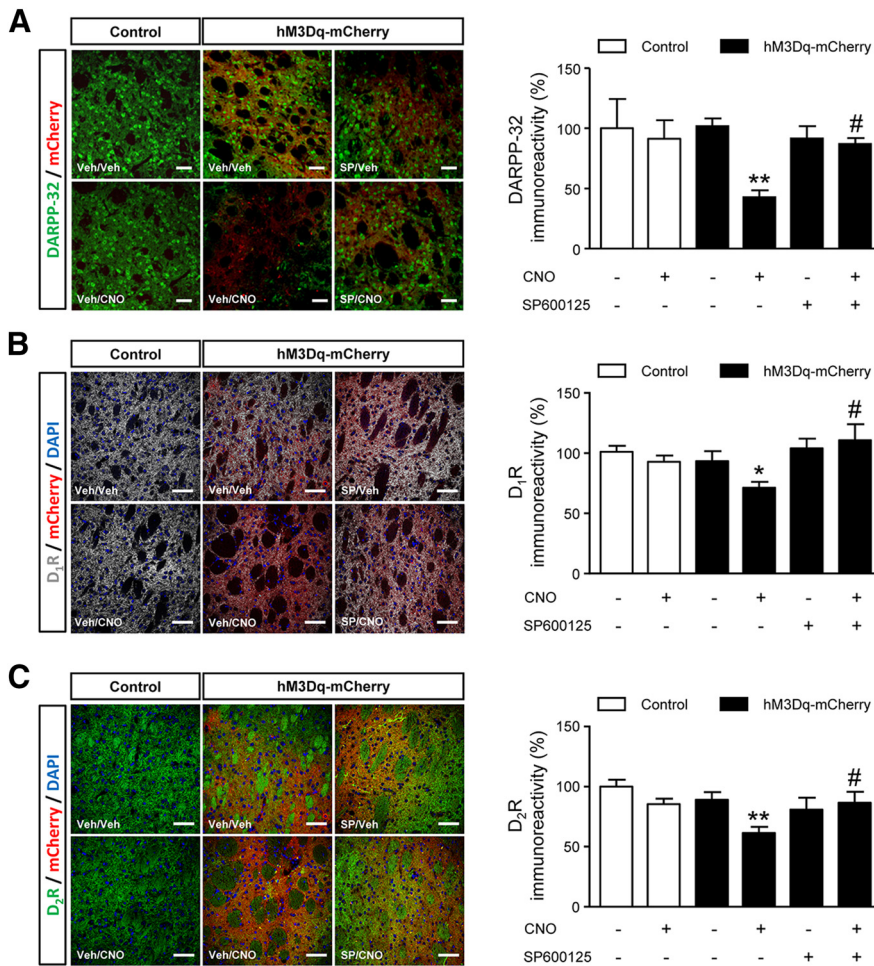 A
Control
hM3Dq-mCherry
DARPP-32 / mCherry
Veh/Veh
Veh/Veh
SP/Veh
Veh/CNO
Veh/CNO
SP/CNO
Control
hM3Dq-mCherry
DARPP-32
immunoreactivity (%)
150
100
50
0
**
#
CNO - + - + - +
SP600125 - - - - + +
B
Control
hM3Dq-mCherry
D₁R / mCherry / DAPI
Veh/Veh
Veh/Veh
SP/Veh
Veh/CNO
Veh/CNO
SP/CNO
Control
hM3Dq-mCherry
D₁R
immunoreactivity (%)
150
100
50
0
*
#
CNO - + - + - +
SP600125 - - - - + +
C
Control
hM3Dq-mCherry
D₂R / mCherry / DAPI
Veh/Veh
Veh/Veh
SP/Veh
Veh/CNO
Veh/CNO
SP/CNO
Control
hM3Dq-mCherry
D₂R
immunoreactivity (%)
150
100
50
0
**
#
CNO - + - + - +
SP600125 - - - - + +